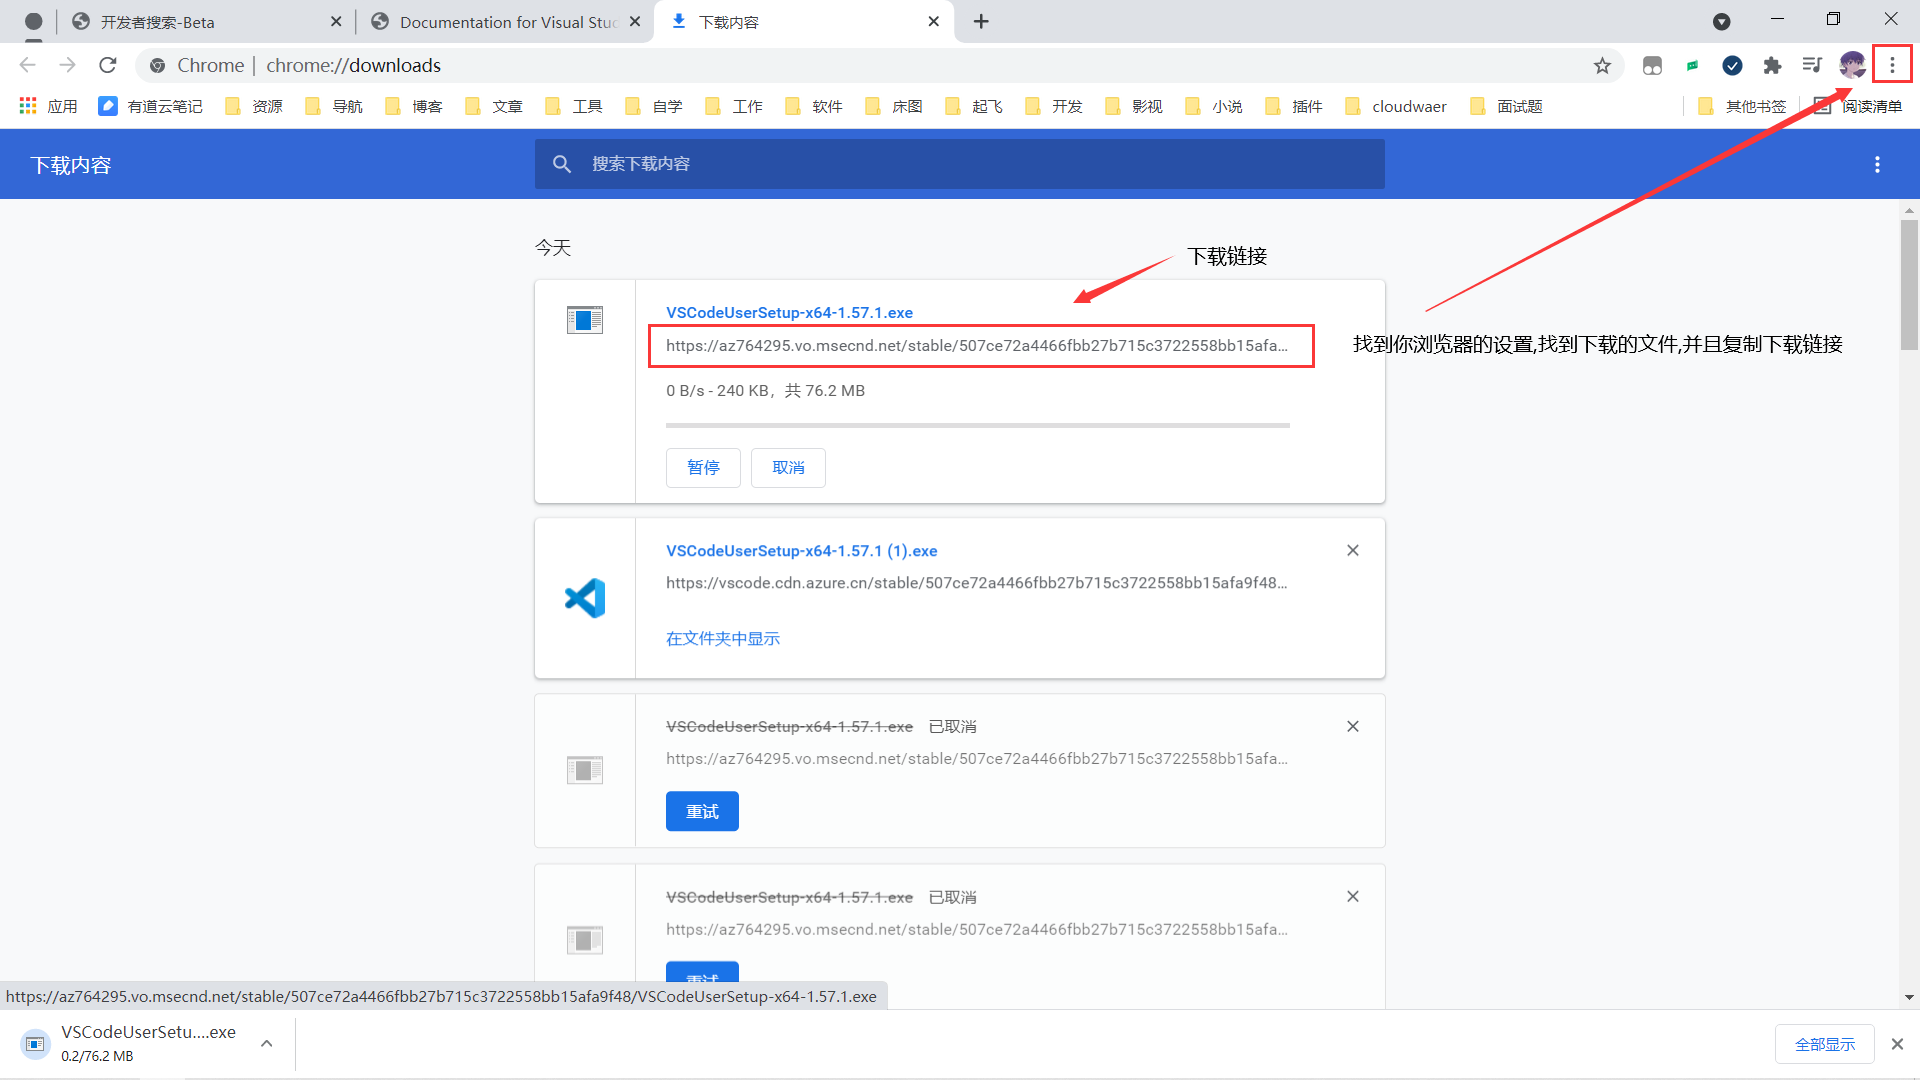 开发者搜索-Beta
Documentation for Visual Stu
下载内容
Chrome | chrome://downloads
应用
有道云笔记
资源
导航
博客
文章
工具
自学
工作
软件
床图
起飞
开发
影视
小说
插件
cloudwaer
面试题
其他书签
阅读清单
下载内容
搜索下载内容
今天
下载链接
VSCodeUserSetup-x64-1.57.1.exe
https://az764295.vo.msecnd.net/stable/507ce72a4466fbb27b715c3722558bb15afa...
找到你浏览器的设置,找到下载的文件,并且复制下载链接
0 B/s - 240 KB，共 76.2 MB
暂停
取消
VSCodeUserSetup-x64-1.57.1 (1).exe
https://vscode.cdn.azure.cn/stable/507ce72a4466fbb27b715c3722558bb15afa9f48...
在文件夹中显示
VSCodeUserSetup-x64-1.57.1.exe 已取消
https://az764295.vo.msecnd.net/stable/507ce72a4466fbb27b715c3722558bb15afa...
重试
VSCodeUserSetup-x64-1.57.1.exe 已取消
https://az764295.vo.msecnd.net/stable/507ce72a4466fbb27b715c3722558bb15afa...
重试
https://az764295.vo.msecnd.net/stable/507ce72a4466fbb27b715c3722558bb15afa9f48/VSCodeUserSetup-x64-1.57.1.exe
VSCodeUserSetu....exe
0.2/76.2 MB
全部显示